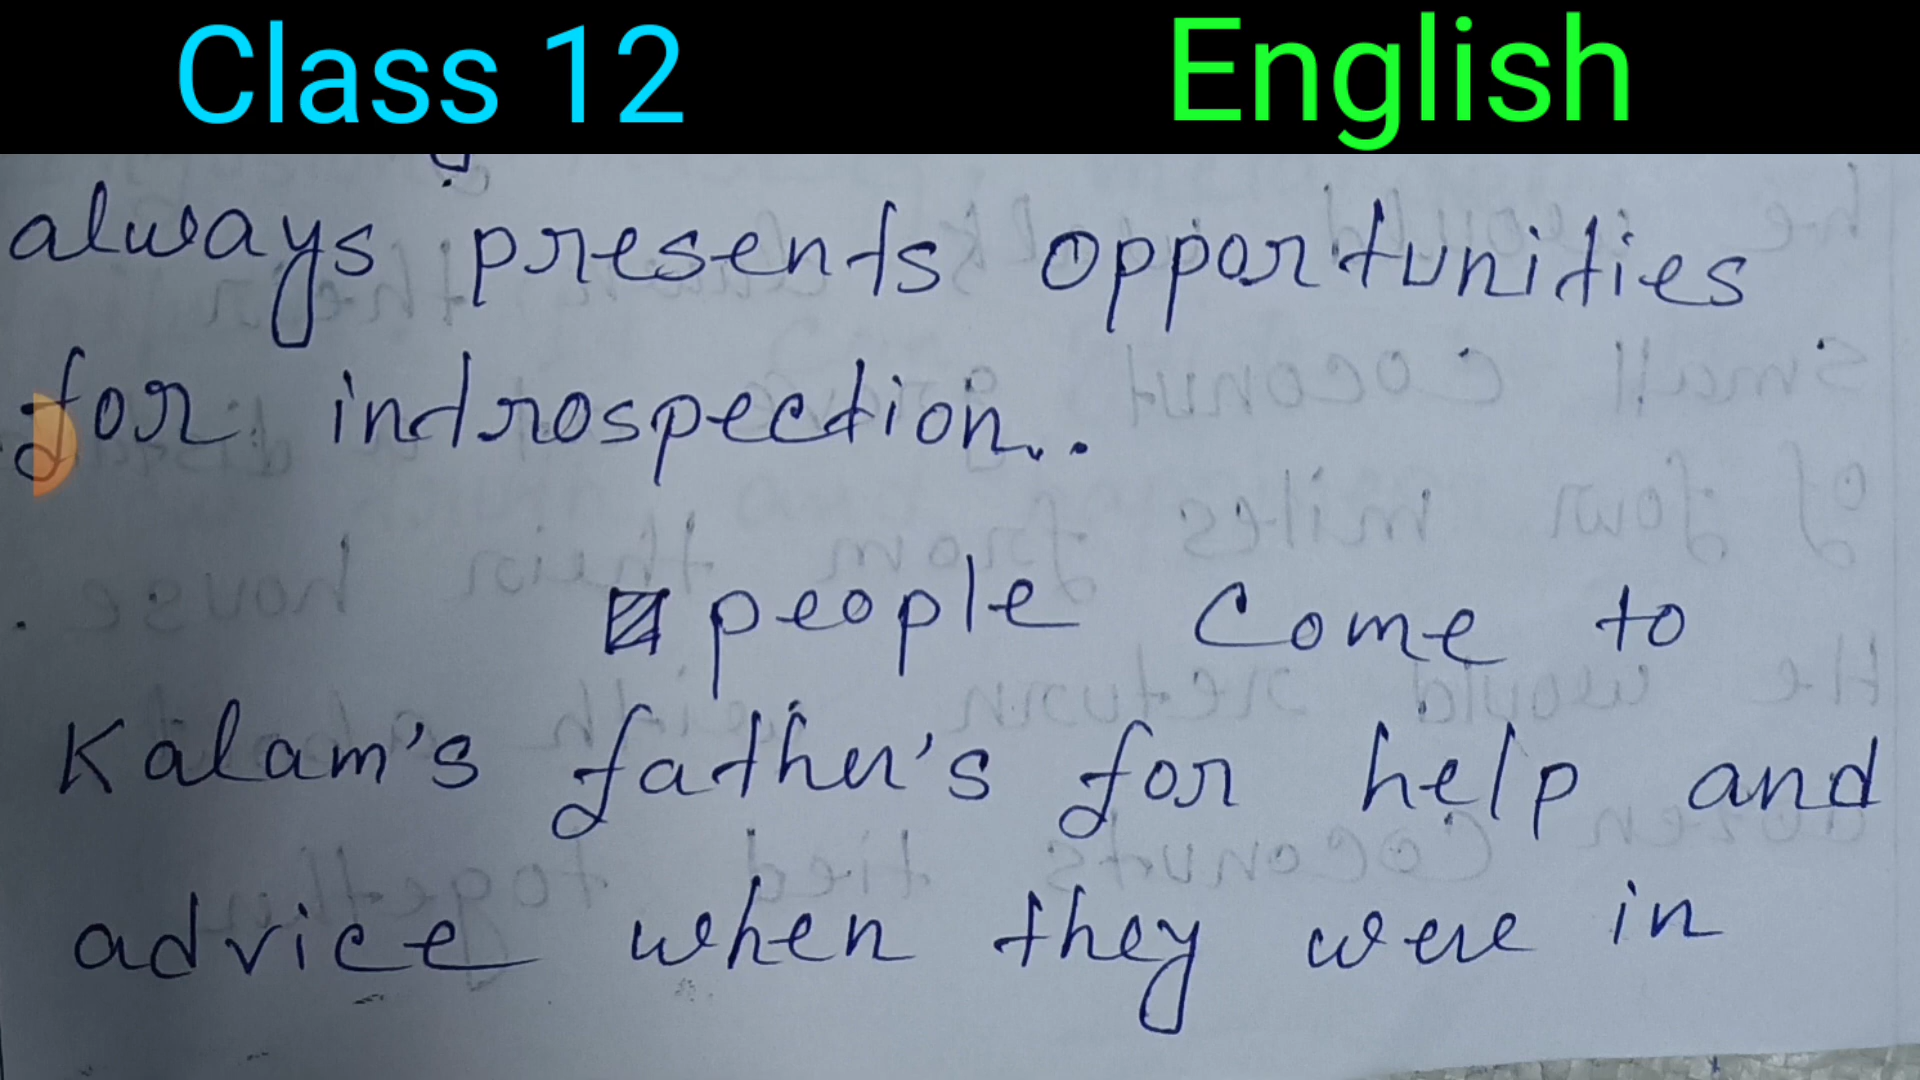 Class 12 English
always presents opportunities
for introspection..
people come to
Kalam's father's for help and
advice when they were in